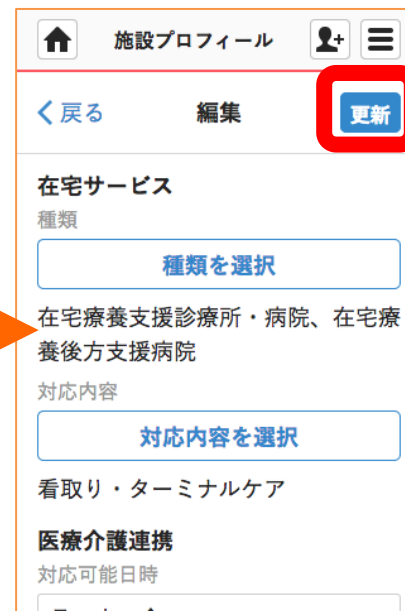 施設プロフィール
戻る
編集
更新
在宅サービス
種類
種類を選択
在宅療養支援診療所・病院、在宅療
養後方支援病院
対応内容
対応内容を選択
看取り・ターミナルケア
医療介護連携
対応可能日時